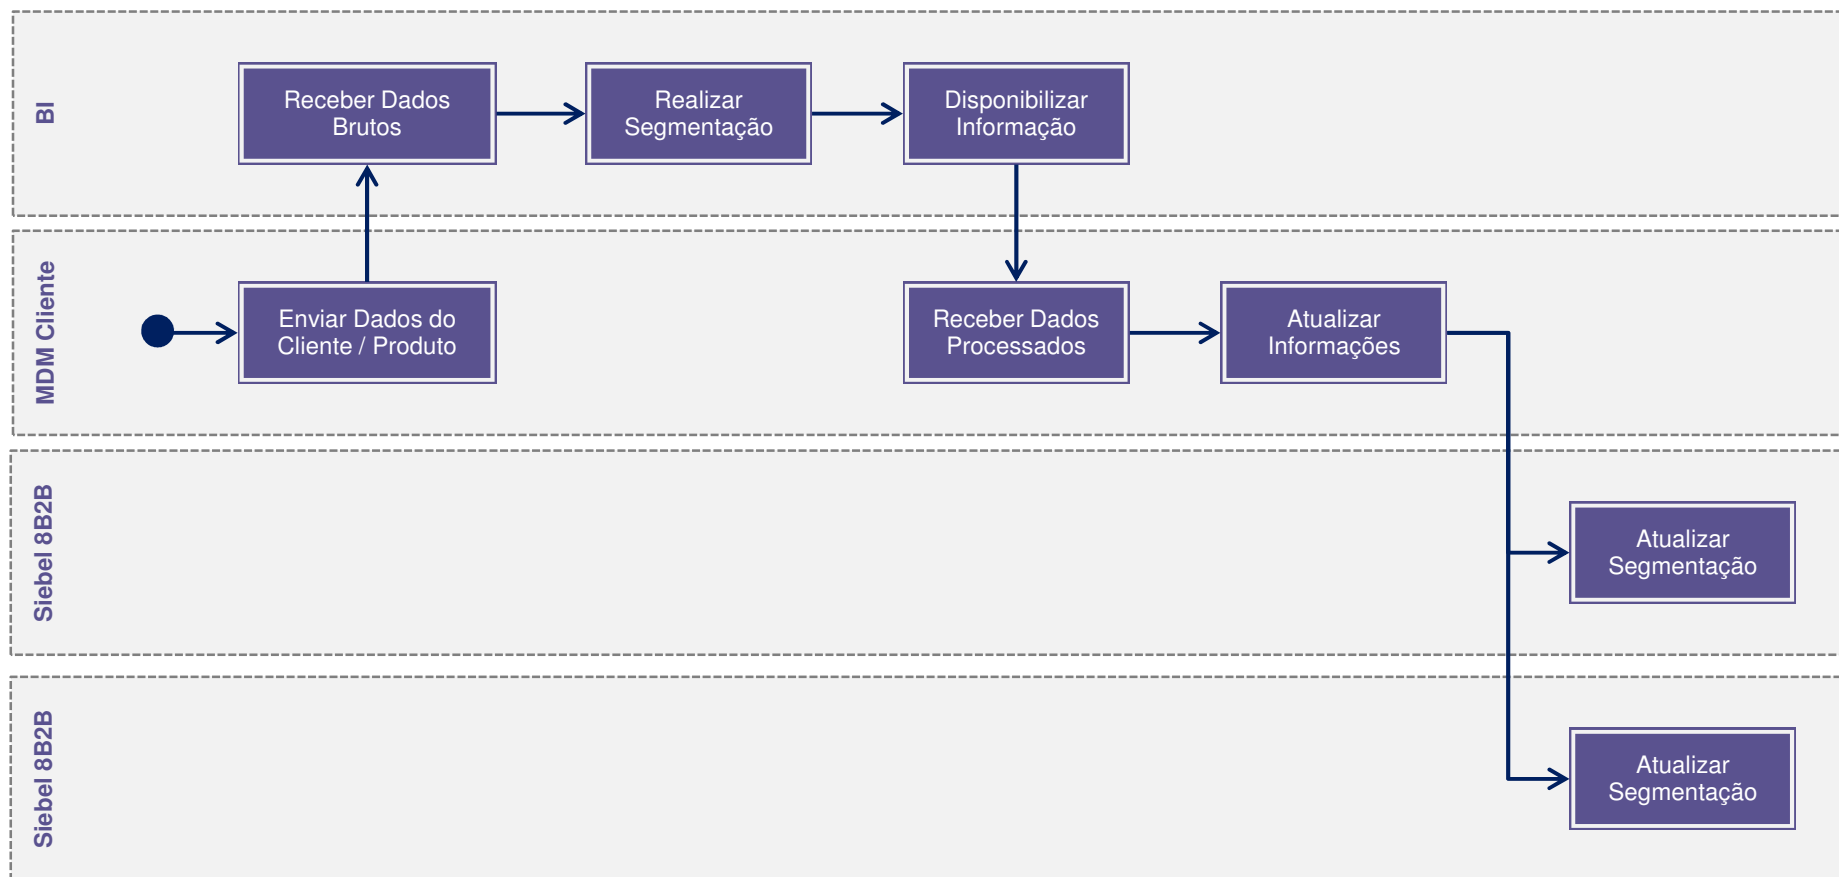 BI
Receber Dados
Brutos
Realizar
Segmentação
Disponibilizar
Informação
MDM Cliente
Enviar Dados do
Cliente / Produto
Receber Dados
Processados
Atualizar
Informações
Siebel 8B2B
Atualizar
Segmentação
Siebel 8B2B
Atualizar
Segmentação